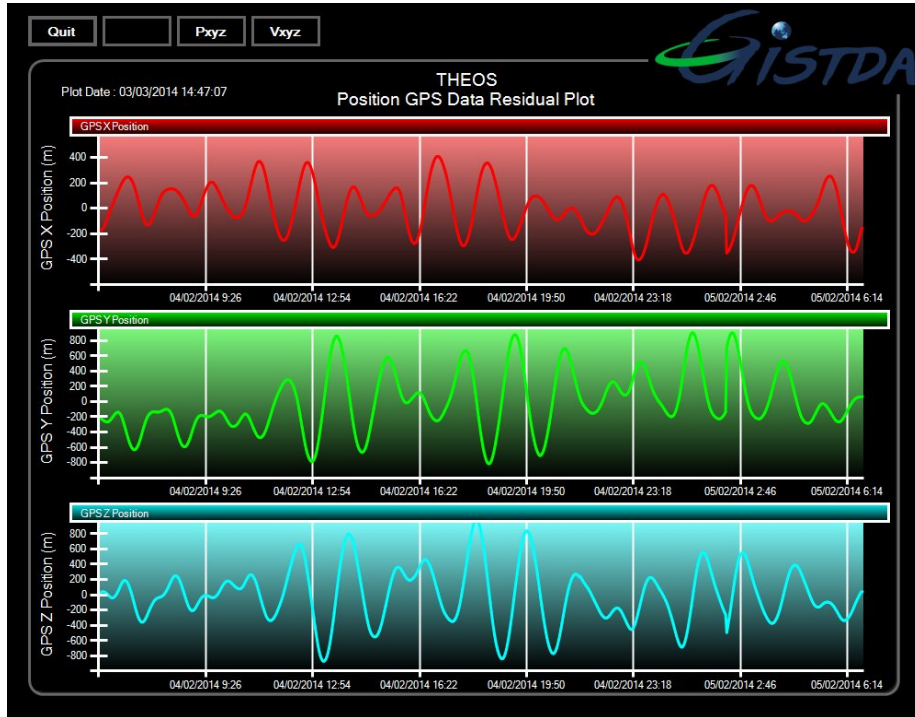 Quit Pxyz Vxyz
GISTDA
THEOS
Plot Date : 03/03/2014 14:47:07
Position GPS Data Residual Plot
GPS X Position
GPS X Position (m)
400
200
0
-200
-400
04/02/2014 9:26 04/02/2014 12:54 04/02/2014 16:22 04/02/2014 19:50 04/02/2014 23:18 05/02/2014 2:46 05/02/2014 6:14
GPS Y Position
GPS Y Position (m)
800
600
400
200
0
-200
-400
-600
-800
04/02/2014 9:26 04/02/2014 12:54 04/02/2014 16:22 04/02/2014 19:50 04/02/2014 23:18 05/02/2014 2:46 05/02/2014 6:14
GPS Z Position
GPS Z Position (m)
800
600
400
200
0
-200
-400
-600
-800
04/02/2014 9:26 04/02/2014 12:54 04/02/2014 16:22 04/02/2014 19:50 04/02/2014 23:18 05/02/2014 2:46 05/02/2014 6:14